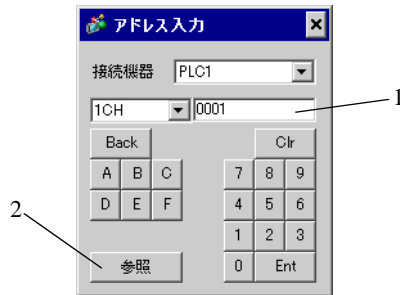 アドレス入力
接続機器 PLC1
1CH 0001
1
Back Clr
A B C 7 8 9
D E F 4 5 6
2
1 2 3
参照 0 Ent